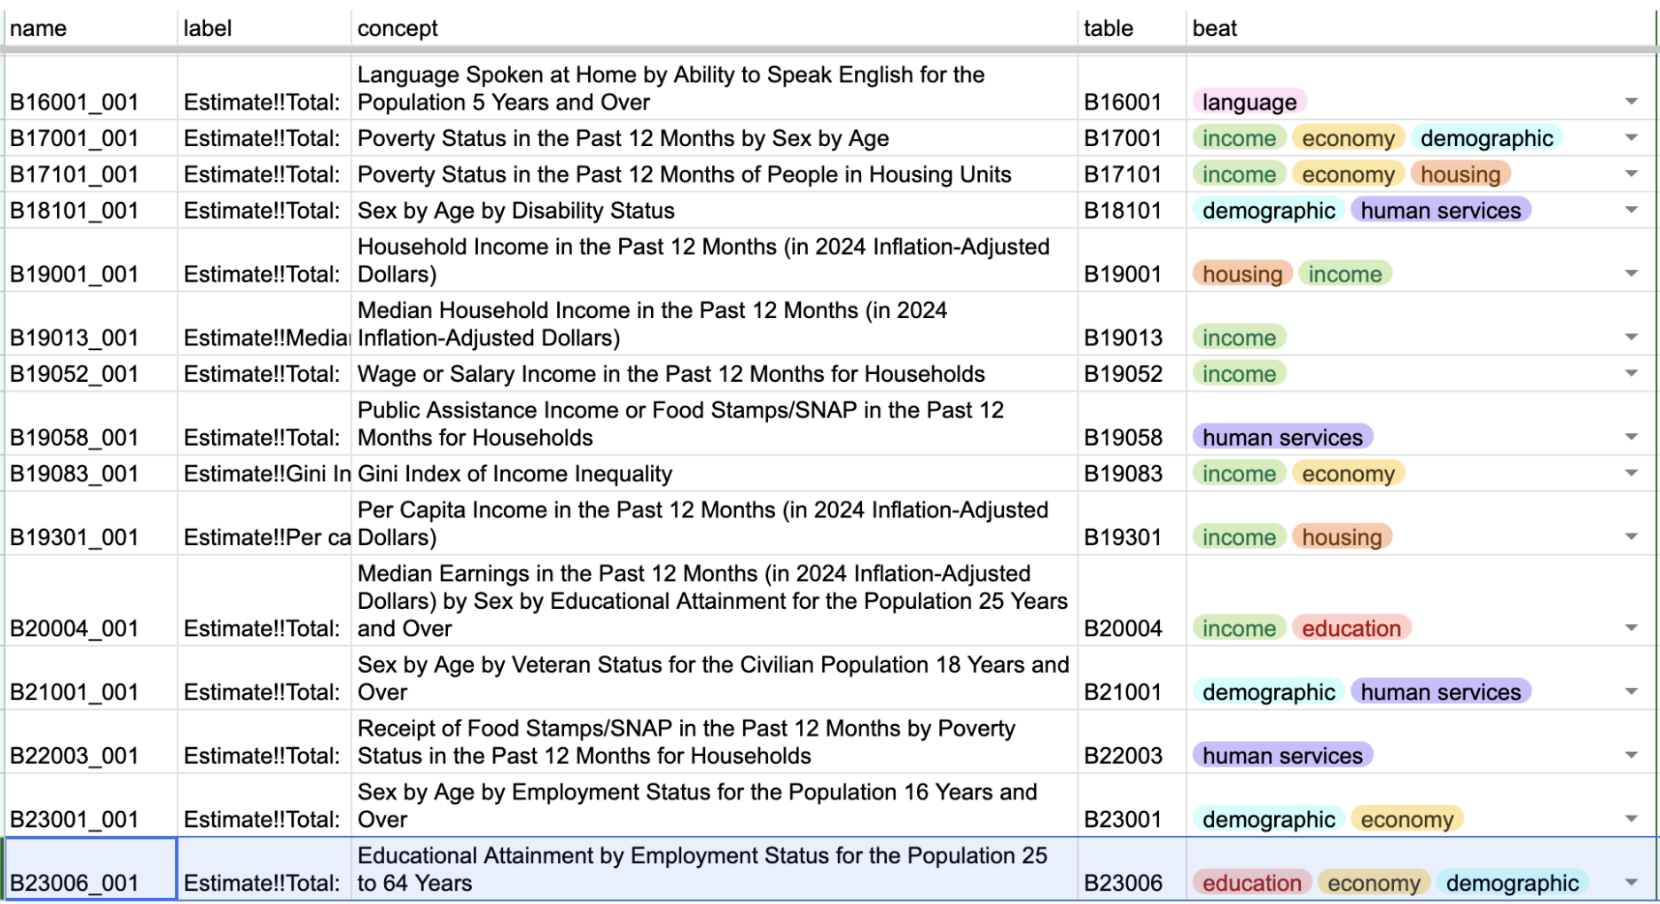 name label concept table beat
Language Spoken at Home by Ability to Speak English for the
B16001_001 Estimate!!Total: Population 5 Years and Over B16001 language
B17001_001 Estimate!!Total: Poverty Status in the Past 12 Months by Sex by Age B17001 income economy demographic
B17101_001 Estimate!!Total: Poverty Status in the Past 12 Months of People in Housing Units B17101 income economy housing
B18101_001 Estimate!!Total: Sex by Age by Disability Status B18101 demographic human services
Household Income in the Past 12 Months (in 2024 Inflation-Adjusted
B19001_001 Estimate!!Total: Dollars) B19001 housing income
Median Household Income in the Past 12 Months (in 2024
B19013_001 Estimate!!Media Inflation-Adjusted Dollars) B19013 income
B19052_001 Estimate!!Total: Wage or Salary Income in the Past 12 Months for Households B19052 income
Public Assistance Income or Food Stamps/SNAP in the Past 12
B19058_001 Estimate!!Total: Months for Households B19058 human services
B19083_001 Estimate!!Gini In Gini Index of Income Inequality B19083 income economy
Per Capita Income in the Past 12 Months (in 2024 Inflation-Adjusted
B19301_001 Estimate!!Per ca Dollars) B19301 income housing
Median Earnings in the Past 12 Months (in 2024 Inflation-Adjusted
Dollars) by Sex by Educational Attainment for the Population 25 Years
B20004_001 Estimate!!Total: and Over B20004 income education
Sex by Age by Veteran Status for the Civilian Population 18 Years and
B21001_001 Estimate!!Total: Over B21001 demographic human services
Receipt of Food Stamps/SNAP in the Past 12 Months by Poverty
B22003_001 Estimate!!Total: Status in the Past 12 Months for Households B22003 human services
Sex by Age by Employment Status for the Population 16 Years and
B23001_001 Estimate!!Total: Over B23001 demographic economy
Educational Attainment by Employment Status for the Population 25
B23006_001 Estimate!!Total: to 64 Years B23006 education economy demographic